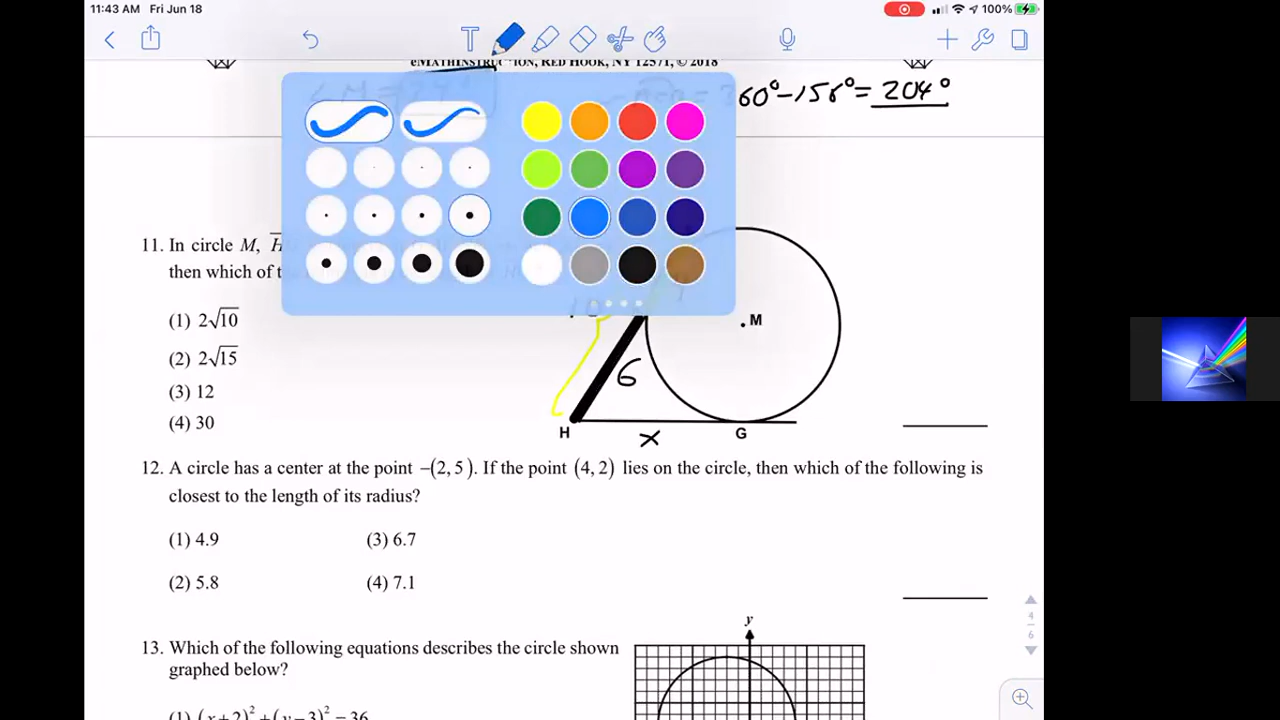 11:43 AM Fri Jun 18
100%
T
eMATHINSTRUCTION, RED HOOK, NY 12571, © 2018
60°-156°= 204°
11. In circle M, H
then which of t
(1) 2√10
(2) 2√15
(3) 12
(4) 30
M
6
H
x
G
12. A circle has a center at the point -(2, 5). If the point (4, 2) lies on the circle, then which of the following is
closest to the length of its radius?
(1) 4.9
(3) 6.7
(2) 5.8
(4) 7.1
4
6
13. Which of the following equations describes the circle shown
graphed below?
y
(1) (x+2)²+(y-3)²=36